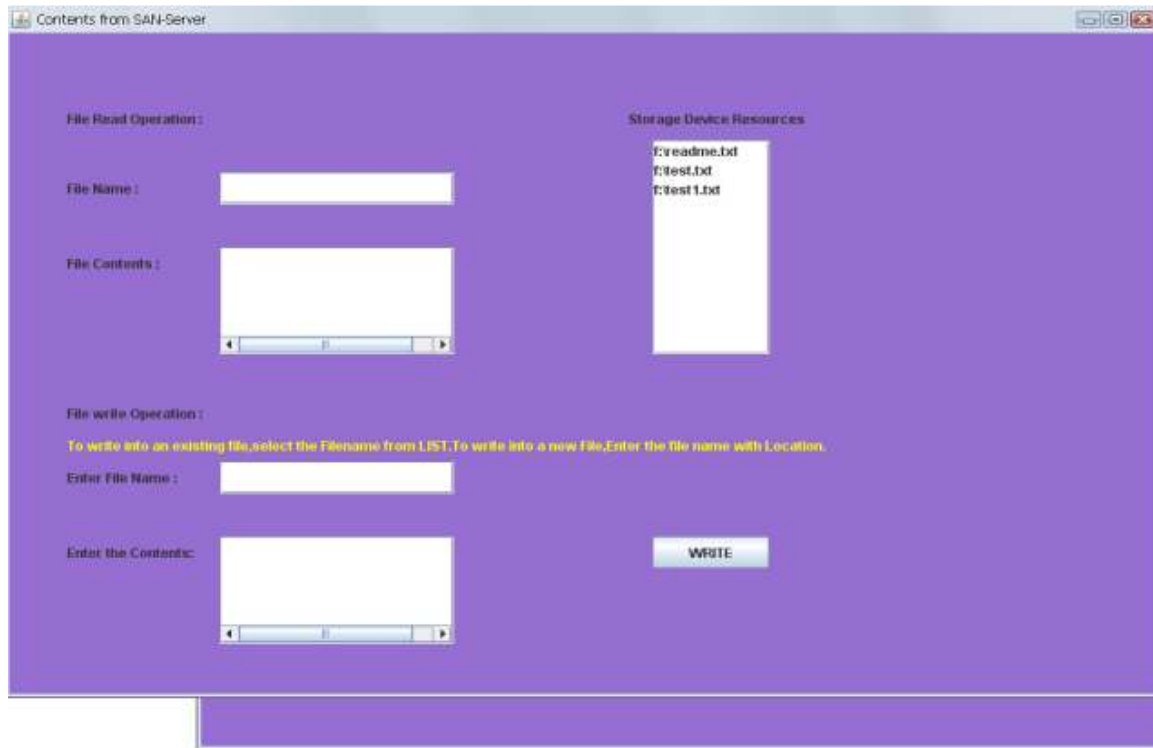 Contents from SAN-Server
File Read Operation :
Storage Device Resources
f:\readme.txt
f:\test.txt
f:\test1.txt
File Name :
File Contents :
File write Operation :
To write into an existing file,select the Filename from LIST.To write into a new File,Enter the file name with Location.
Enter File Name :
Enter the Contents:
WRITE